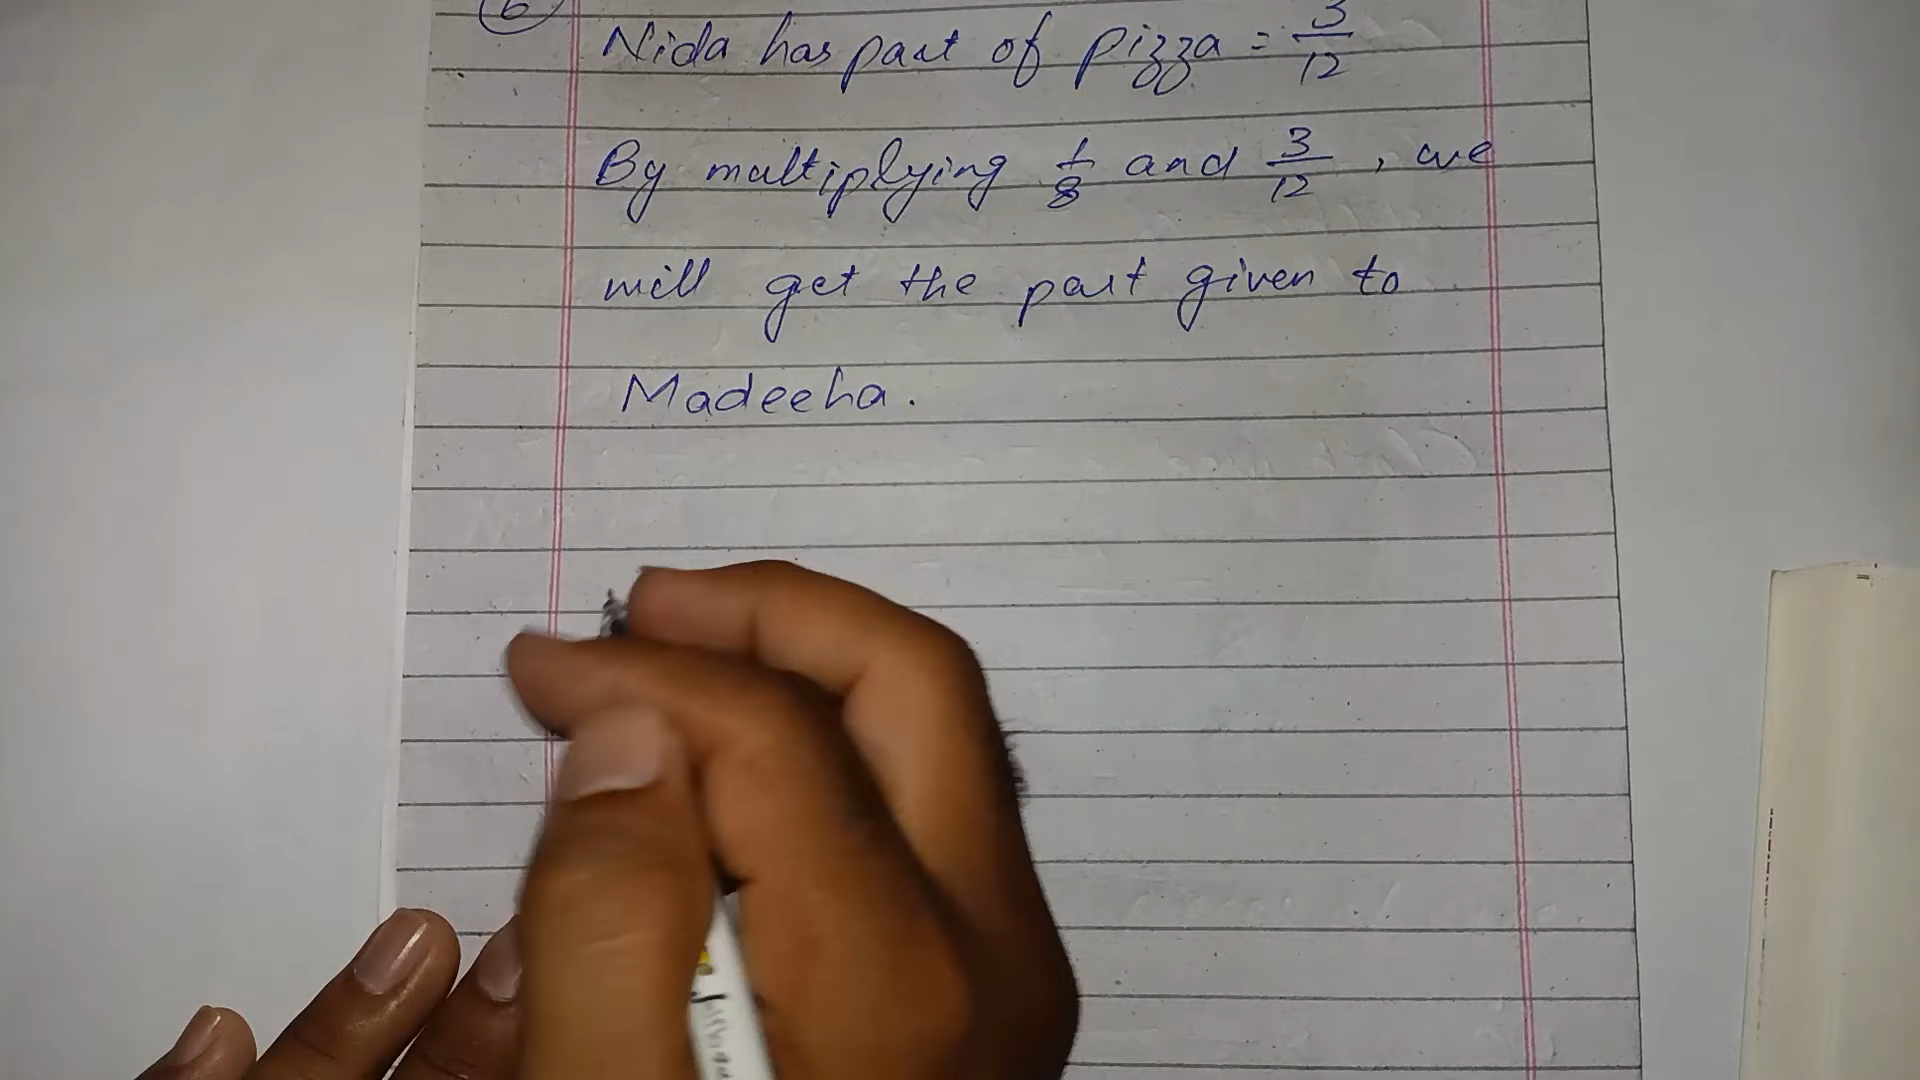 6
Nida has part of pizza = 3/12
By multiplying 1/8 and 3/12, we
will get the part given to
Madeeha.